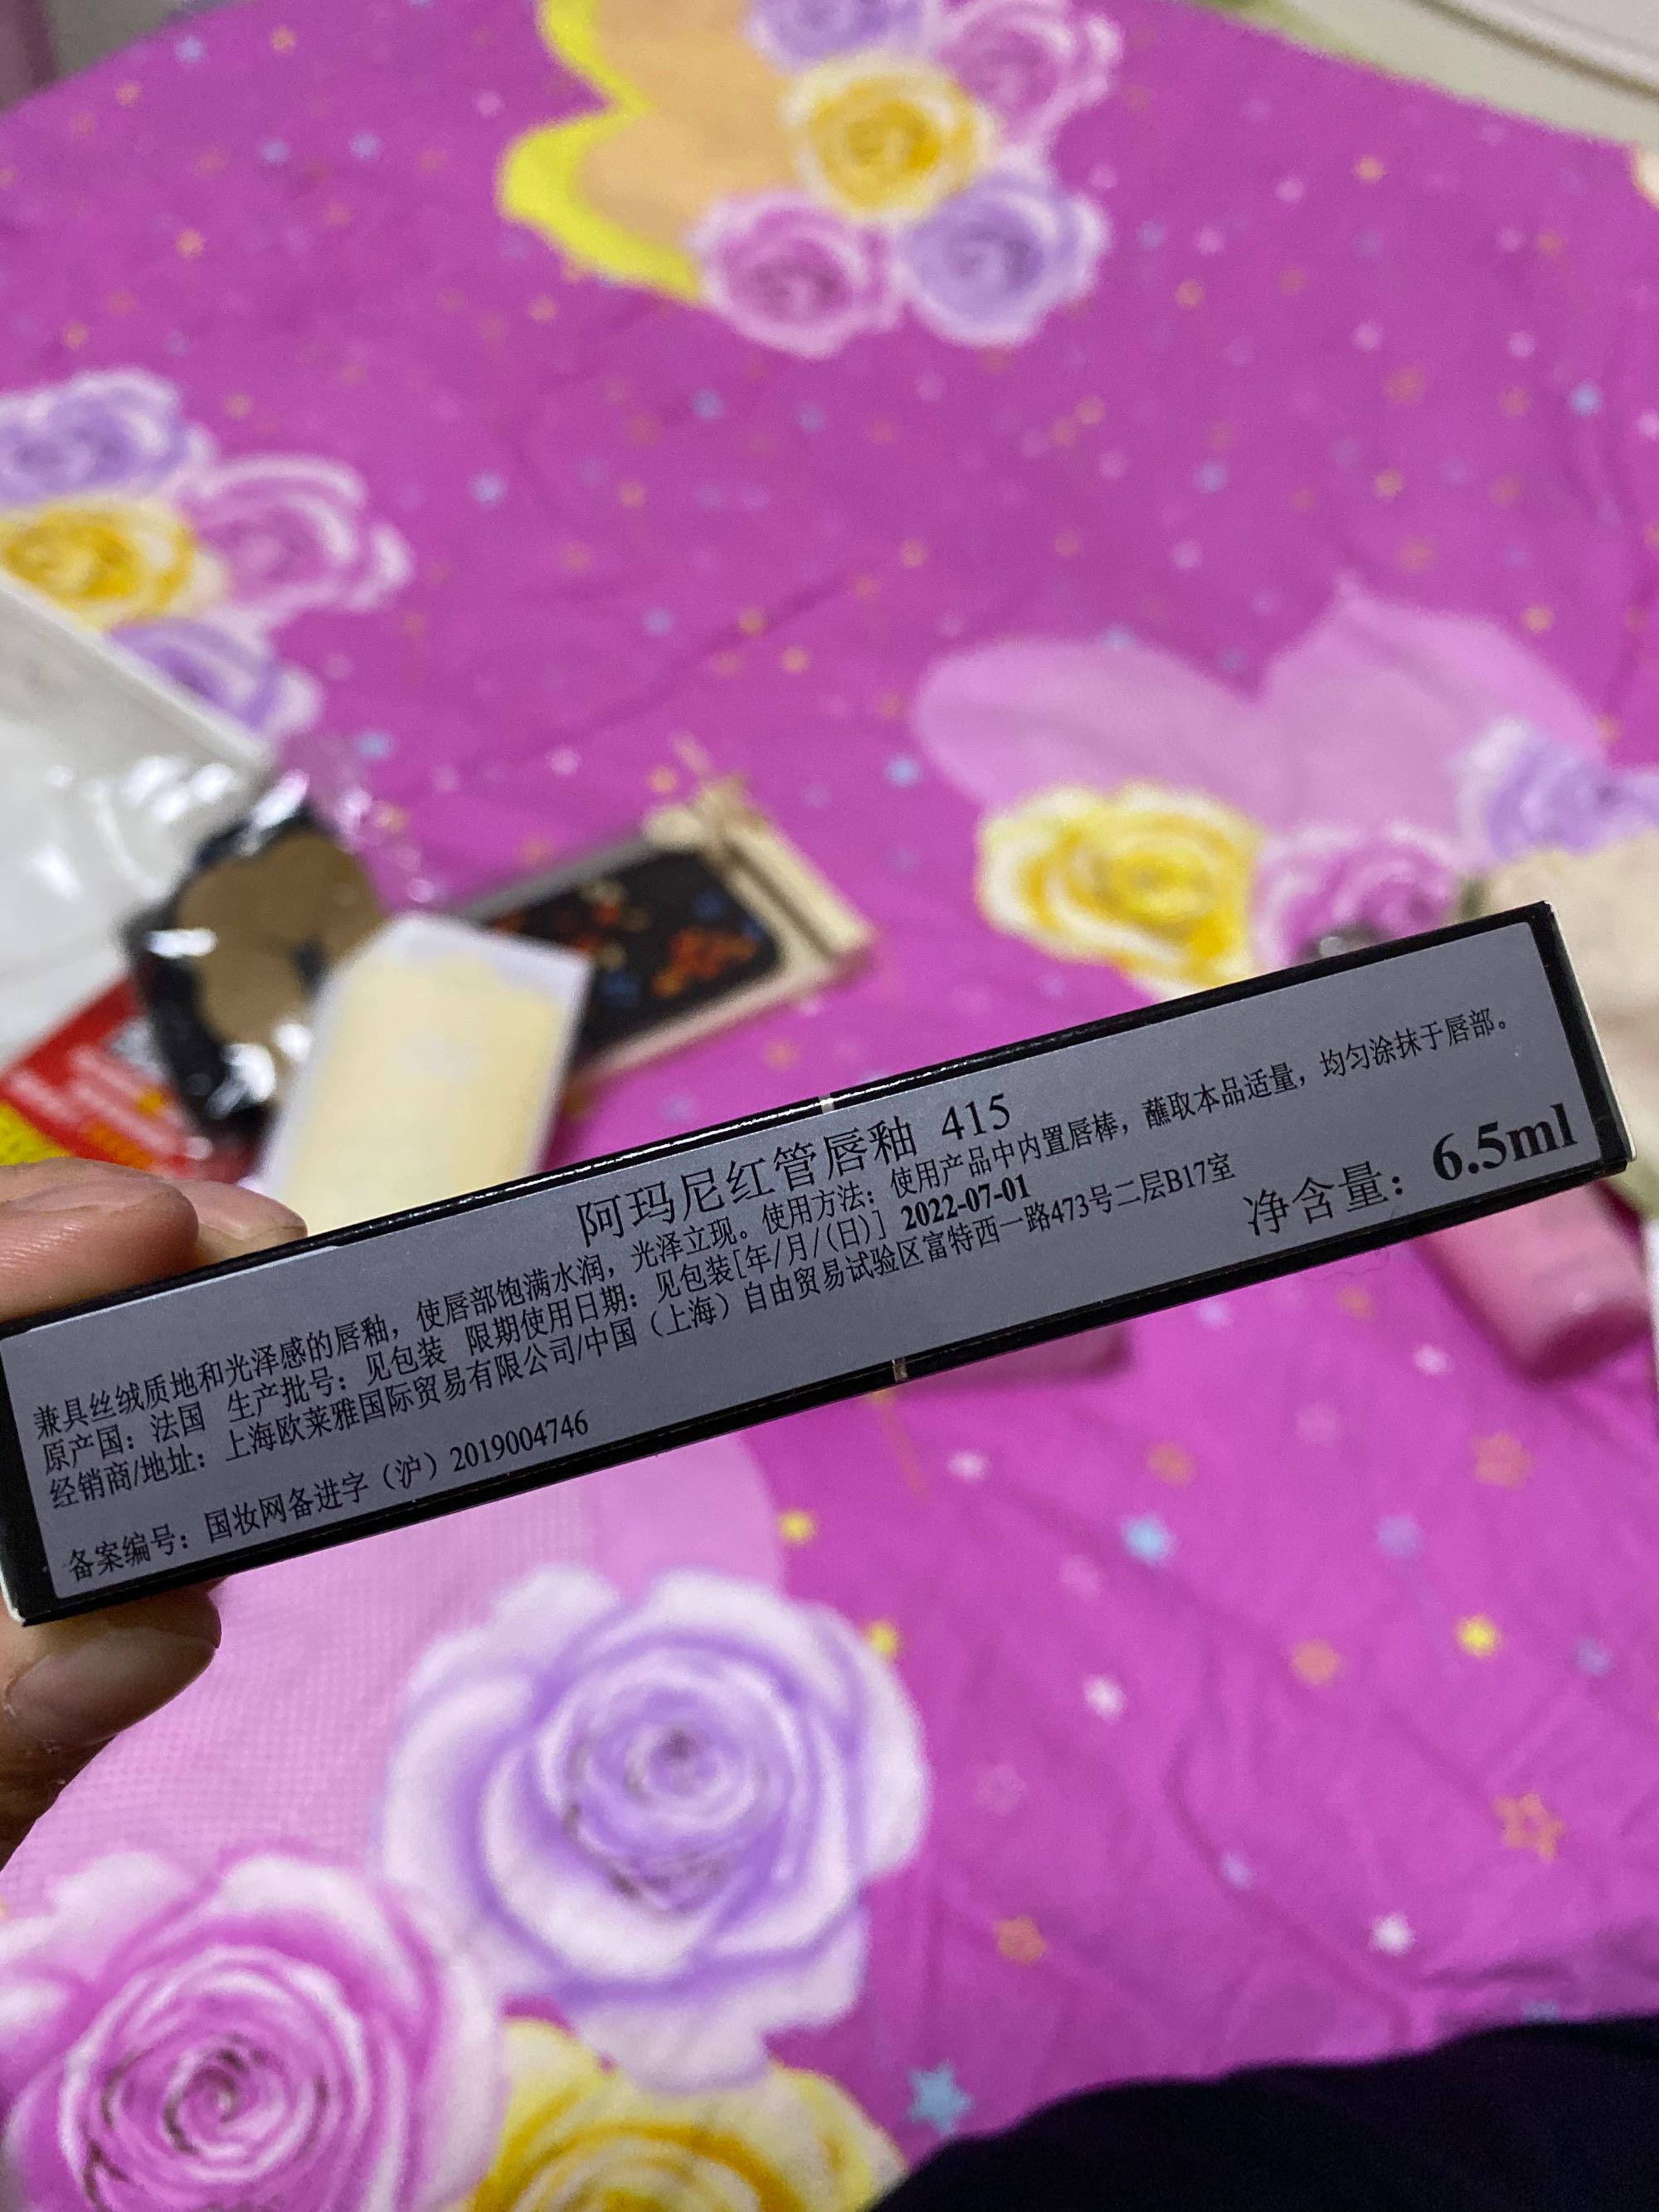 阿玛尼红管唇釉 415
兼具丝绒质地和光泽感的唇釉，使唇部饱满水润，光泽立现。使用方法：使用产品中内置唇棒，蘸取本品适量，均匀涂抹于唇部。
原产国：法国 生产批号：见包装 限期使用日期：见包装[年/月/(日)] 2022-07-01
经销商/地址：上海欧莱雅国际贸易有限公司/中国（上海）自由贸易试验区富特西一路473号二层B17室
净含量：6.5ml
备案编号：国妆网备进字（沪）2019004746